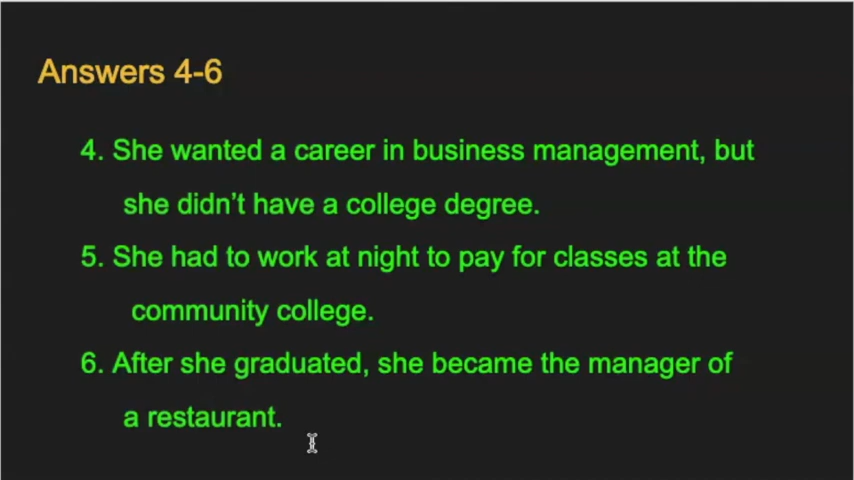 Answers 4-6
4. She wanted a career in business management, but
she didn't have a college degree.
5. She had to work at night to pay for classes at the
community college.
6. After she graduated, she became the manager of
a restaurant.